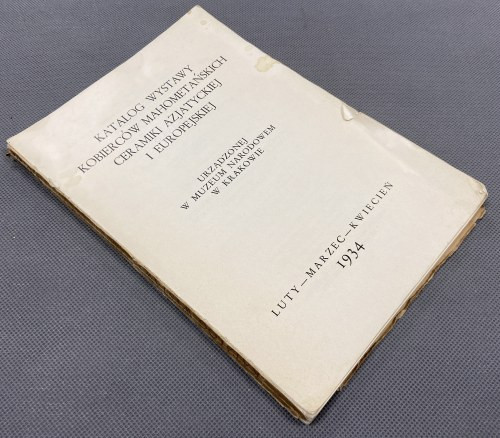 KATALOG WYSTAWY
KOBIERCÓW MAHOMETAŃSKICH
CERAMIKI AZJATYCKIEJ
I EUROPEJSKIEJ
URZĄDZONEJ
W MUZEUM NARODOWEM
W KRAKOWIE
LUTY — MARZEC — KWIECIEŃ
1934